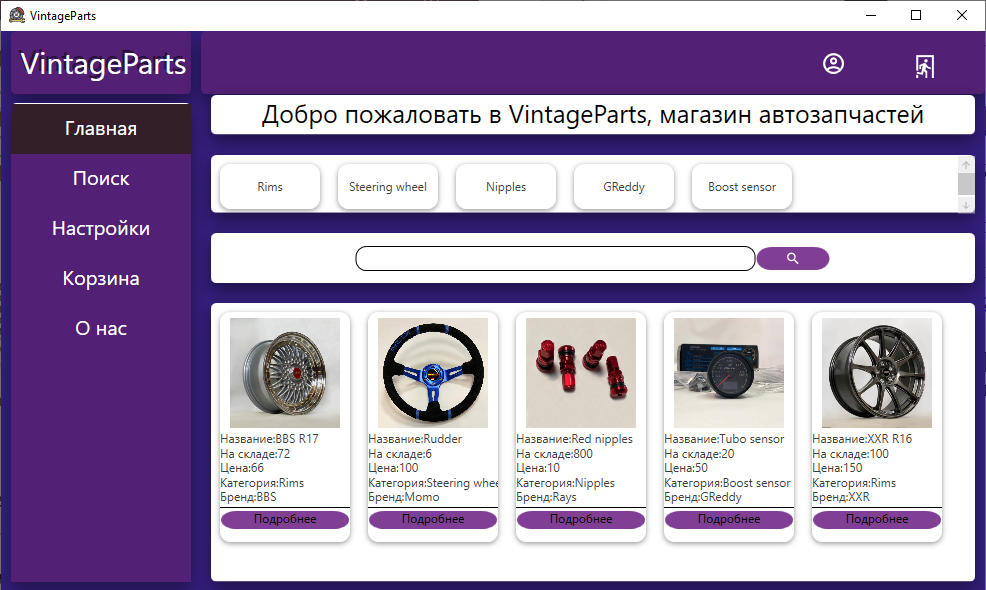 VintageParts
VintageParts
Добро пожаловать в VintageParts, магазин автозапчастей
Главная
Поиск
Настройки
Корзина
О нас
Rims
Steering wheel
Nipples
GReddy
Boost sensor
Название:BBS R17
На складе:72
Цена:66
Категория:Rims
Бренд:BBS
Подробнее
Название:Rudder
На складе:6
Цена:100
Категория:Steering whee
Бренд:Momo
Подробнее
Название:Red nipples
На складе:800
Цена:10
Категория:Nipples
Бренд:Rays
Подробнее
Название:Tubo sensor
На складе:20
Цена:50
Категория:Boost sensor
Бренд:GReddy
Подробнее
Название:XXR R16
На складе:100
Цена:150
Категория:Rims
Бренд:XXR
Подробнее